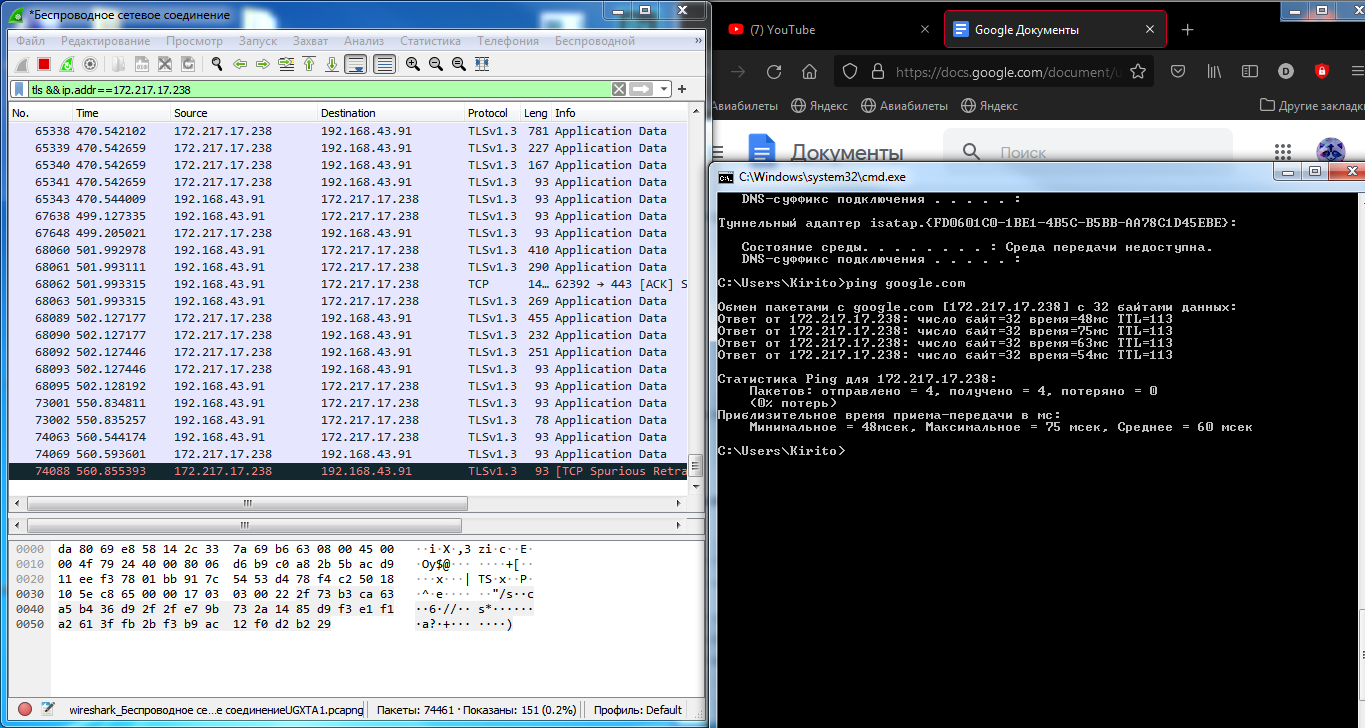 *Беспроводное сетевое соединение
Файл Редактирование Просмотр Запуск Захват Анализ Статистика Телефония Беспроводной »
tls && ip.addr==172.217.17.238
No. Time Source Destination Protocol Leng Info
65338 470.542102 172.217.17.238 192.168.43.91 TLSv1.3 781 Application Data
65339 470.542659 172.217.17.238 192.168.43.91 TLSv1.3 227 Application Data
65340 470.542659 172.217.17.238 192.168.43.91 TLSv1.3 167 Application Data
65341 470.542659 172.217.17.238 192.168.43.91 TLSv1.3 93 Application Data
65343 470.544009 192.168.43.91 172.217.17.238 TLSv1.3 93 Application Data
67638 499.127335 192.168.43.91 172.217.17.238 TLSv1.3 93 Application Data
67648 499.205021 172.217.17.238 192.168.43.91 TLSv1.3 93 Application Data
68060 501.992978 192.168.43.91 172.217.17.238 TLSv1.3 410 Application Data
68061 501.993111 192.168.43.91 172.217.17.238 TLSv1.3 290 Application Data
68062 501.993315 192.168.43.91 172.217.17.238 TCP 14… 62392 → 443 [ACK] S
68063 501.993315 192.168.43.91 172.217.17.238 TLSv1.3 269 Application Data
68089 502.127177 172.217.17.238 192.168.43.91 TLSv1.3 455 Application Data
68090 502.127177 172.217.17.238 192.168.43.91 TLSv1.3 232 Application Data
68092 502.127446 172.217.17.238 192.168.43.91 TLSv1.3 251 Application Data
68093 502.127446 172.217.17.238 192.168.43.91 TLSv1.3 93 Application Data
68095 502.128192 192.168.43.91 172.217.17.238 TLSv1.3 93 Application Data
73001 550.834811 192.168.43.91 172.217.17.238 TLSv1.3 93 Application Data
73002 550.835257 192.168.43.91 172.217.17.238 TLSv1.3 78 Application Data
74063 560.544174 192.168.43.91 172.217.17.238 TLSv1.3 93 Application Data
74069 560.593601 172.217.17.238 192.168.43.91 TLSv1.3 93 Application Data
74088 560.855393 172.217.17.238 192.168.43.91 TLSv1.3 93 [TCP Spurious Retra
0000 da 80 69 e8 58 14 2c 33 7a 69 b6 63 08 00 45 00 ··i·X·,3 zi·c··E·
0010 00 4f 79 24 40 00 80 06 d6 b9 c0 a8 2b 5b ac d9 ·Oy$@··· ····+[··
0020 11 ee f3 78 01 bb 91 7c 54 53 d4 78 f4 c2 50 18 ···x···| TS·x··P·
0030 10 5e c8 65 00 00 17 03 03 00 22 2f 73 b3 ca 63 ·^·e···· ··"/s··c
0040 a5 b4 36 d9 2f 2f e7 9b 73 2a 14 85 d9 f3 e1 f1 ··6·//·· s*······
0050 a2 61 3f fb 2b f3 b9 ac 12 f0 d2 b2 29 ·a?·+··· ····)
wireshark_Беспроводное се...е соединениеUGXTA1.pcapng Пакеты: 74461 · Показаны: 151 (0.2%) Профиль: Default
(7) YouTube
Google Документы
https://docs.google.com/document/u
Авиабилеты Яндекс Авиабилеты Яндекс Другие закладки
Документы Поиск
C:\Windows\system32\cmd.exe
DNS-суффикс подключения . . . . . :
Туннельный адаптер isatap.{FD0601C0-1BE1-4B5C-B5BB-AA78C1D45EBE}:
Состояние среды. . . . . . . . : Среда передачи недоступна.
DNS-суффикс подключения . . . . . :
C:\Users\Kirito>ping google.com
Обмен пакетами с google.com [172.217.17.238] с 32 байтами данных:
Ответ от 172.217.17.238: число байт=32 время=48мс TTL=113
Ответ от 172.217.17.238: число байт=32 время=75мс TTL=113
Ответ от 172.217.17.238: число байт=32 время=63мс TTL=113
Ответ от 172.217.17.238: число байт=32 время=54мс TTL=113
Статистика Ping для 172.217.17.238:
Пакетов: отправлено = 4, получено = 4, потеряно = 0
(0% потерь)
Приблизительное время приема-передачи в мс:
Минимальное = 48мсек, Максимальное = 75 мсек, Среднее = 60 мсек
C:\Users\Kirito>